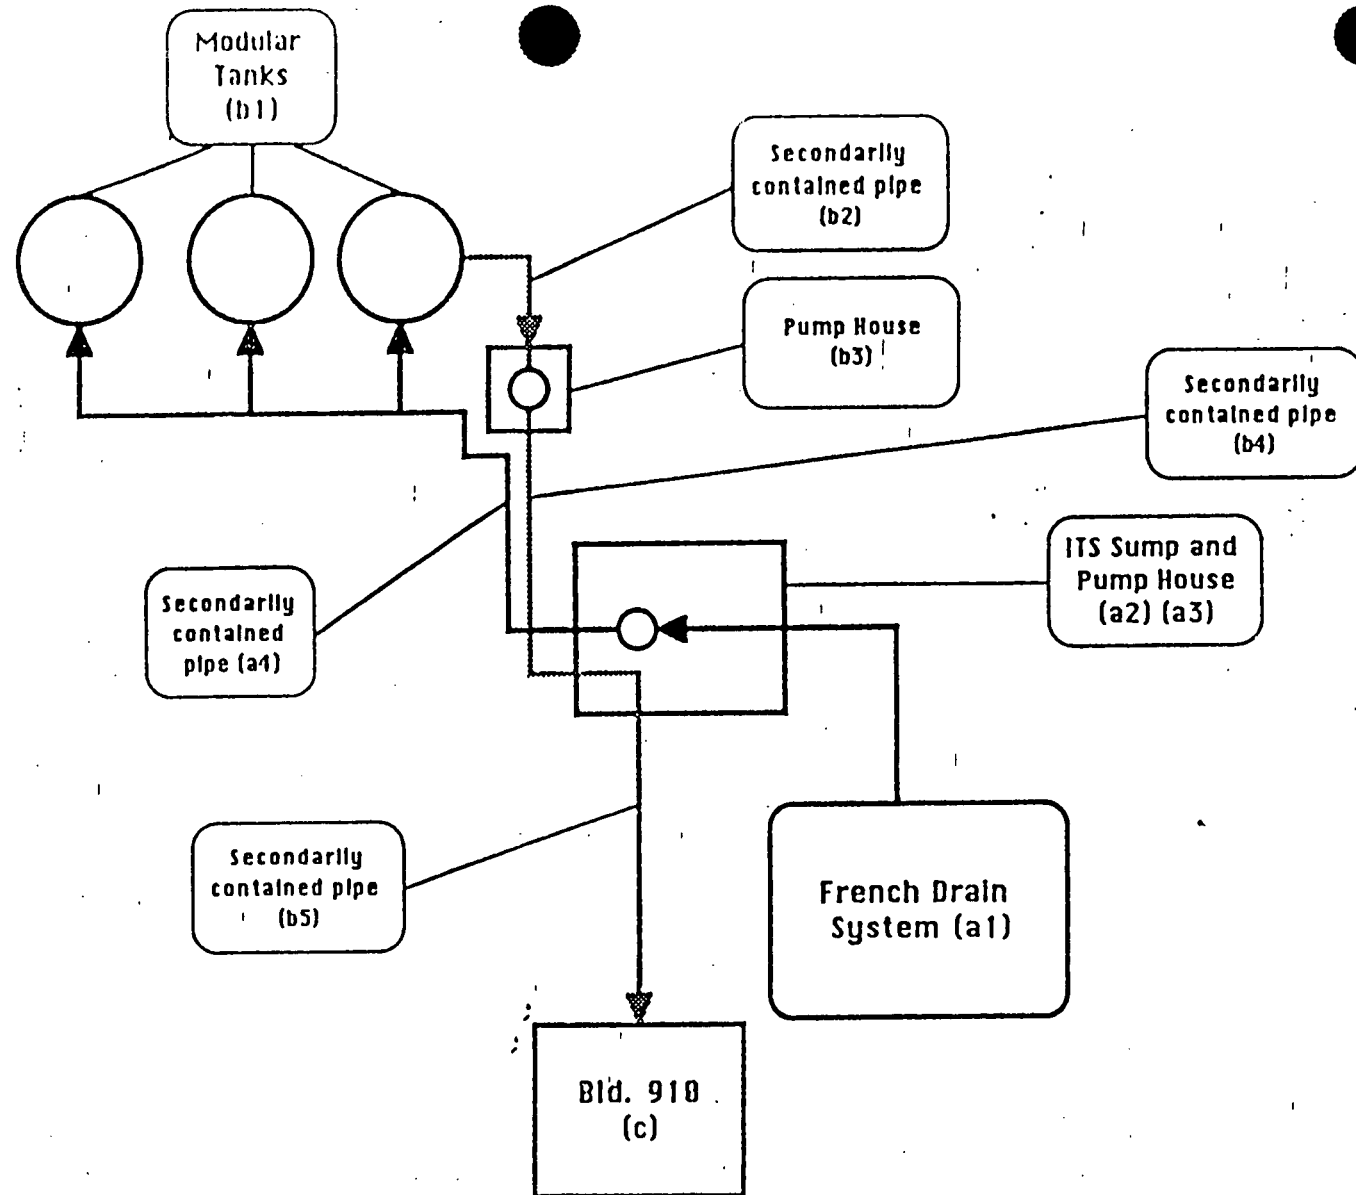 Modular
Tanks
(b1)
Secondarily
contained pipe
(b2)
Pump House
(b3)
Secondarily
contained pipe
(b4)
ITS Sump and
Pump House
(a2) (a3)
Secondarily
contained
pipe (a4)
Secondarily
contained pipe
(b5)
French Drain
System (a1)
Bld. 910
(c)